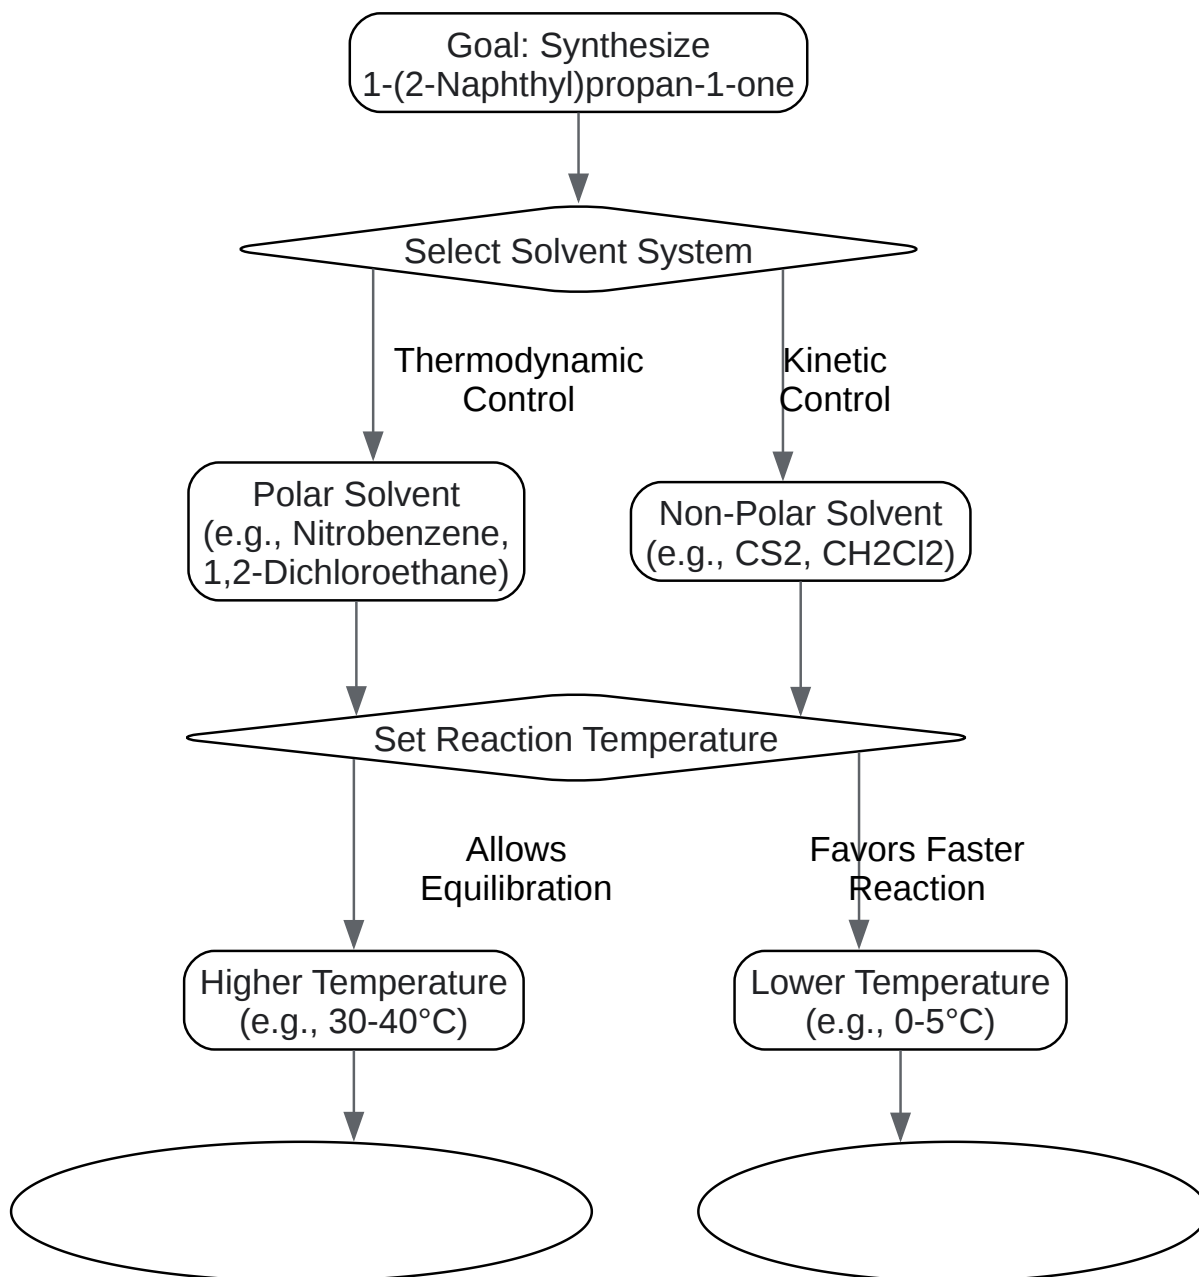 Goal: Synthesize
1-(2-Naphthyl)propan-1-one
Select Solvent System
Thermodynamic
Control
Kinetic
Control
Polar Solvent
(e.g., Nitrobenzene,
1,2-Dichloroethane)
Non-Polar Solvent
(e.g., CS2, CH2Cl2)
Set Reaction Temperature
Allows
Equilibration
Favors Faster
Reaction
Higher Temperature
(e.g., 30-40°C)
Lower Temperature
(e.g., 0-5°C)